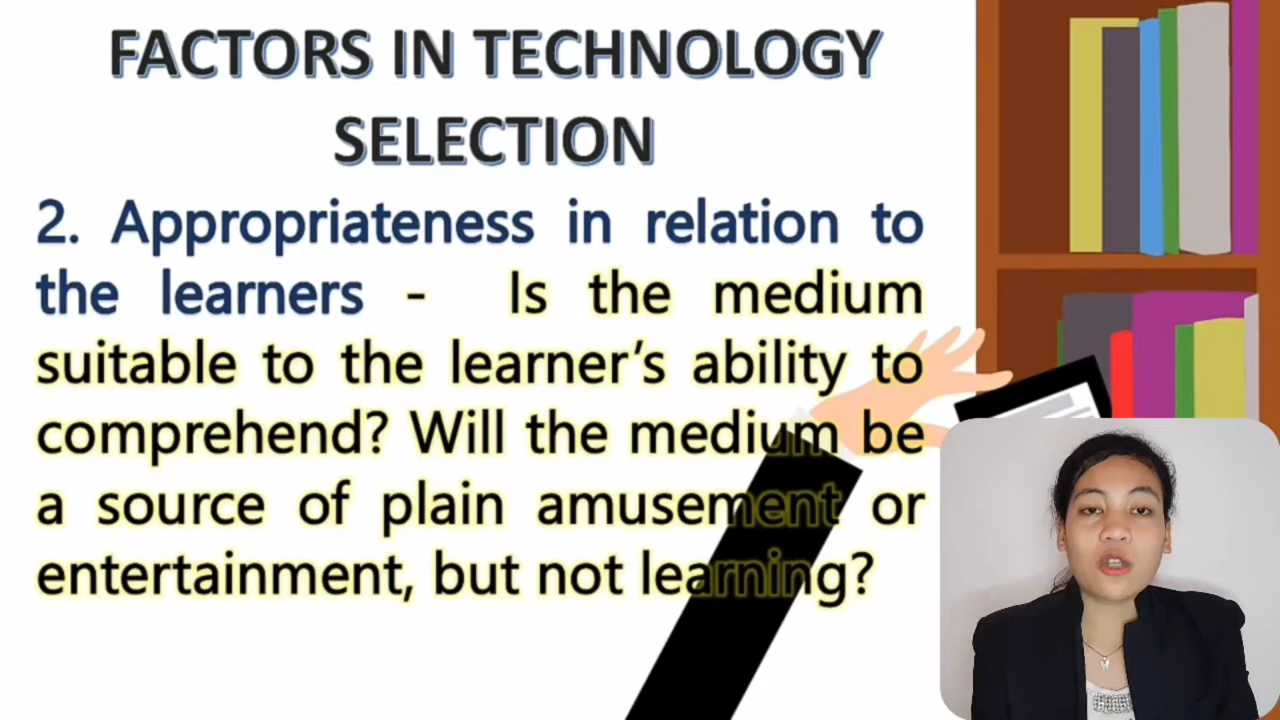 FACTORS IN TECHNOLOGY
SELECTION
2. Appropriateness in relation to
the learners - Is the medium
suitable to the learner’s ability to
comprehend? Will the medium be
a source of plain amusement or
entertainment, but not learning?